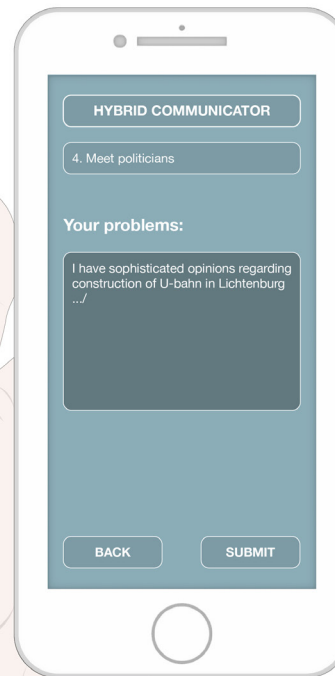 HYBRID COMMUNICATOR
4. Meet politicians
Your problems:
I have sophisticated opinions regarding
construction of U-bahn in Lichtenburg
.../
BACK
SUBMIT